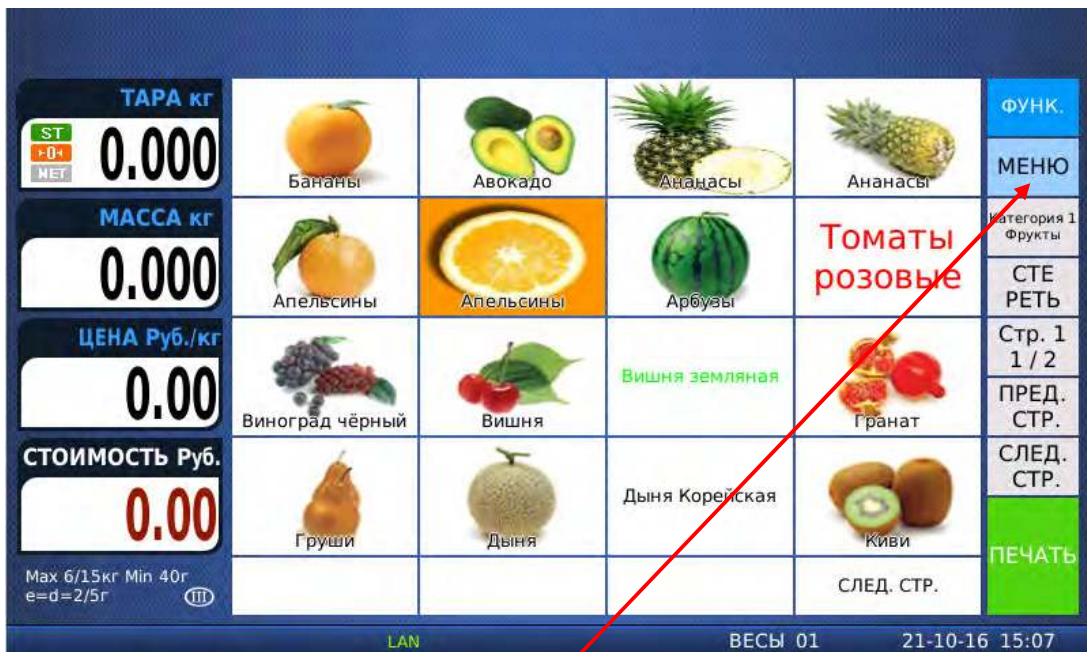 ТАРА кг
ST
►0◄
NET
0.000
МАССА кг
0.000
ЦЕНА Руб./кг
0.00
СТОИМОСТЬ Руб.
0.00
Max 6/15кг Min 40г
e=d=2/5г
III
Бананы
Авокадо
Ананасы
Ананасы
Апельсины
Апельсины
Арбузы
Томаты
розовые
Виноград чёрный
Вишня
Вишня земляная
Гранат
Груши
Дыня
Дыня Корейская
Киви
СЛЕД. СТР.
ФУНК.
МЕНЮ
Категория 1
Фрукты
СТЕ
РЕТЬ
Стр. 1
1 / 2
ПРЕД.
СТР.
СЛЕД.
СТР.
ПЕЧАТЬ
LAN
ВЕСЫ 01
21-10-16 15:07